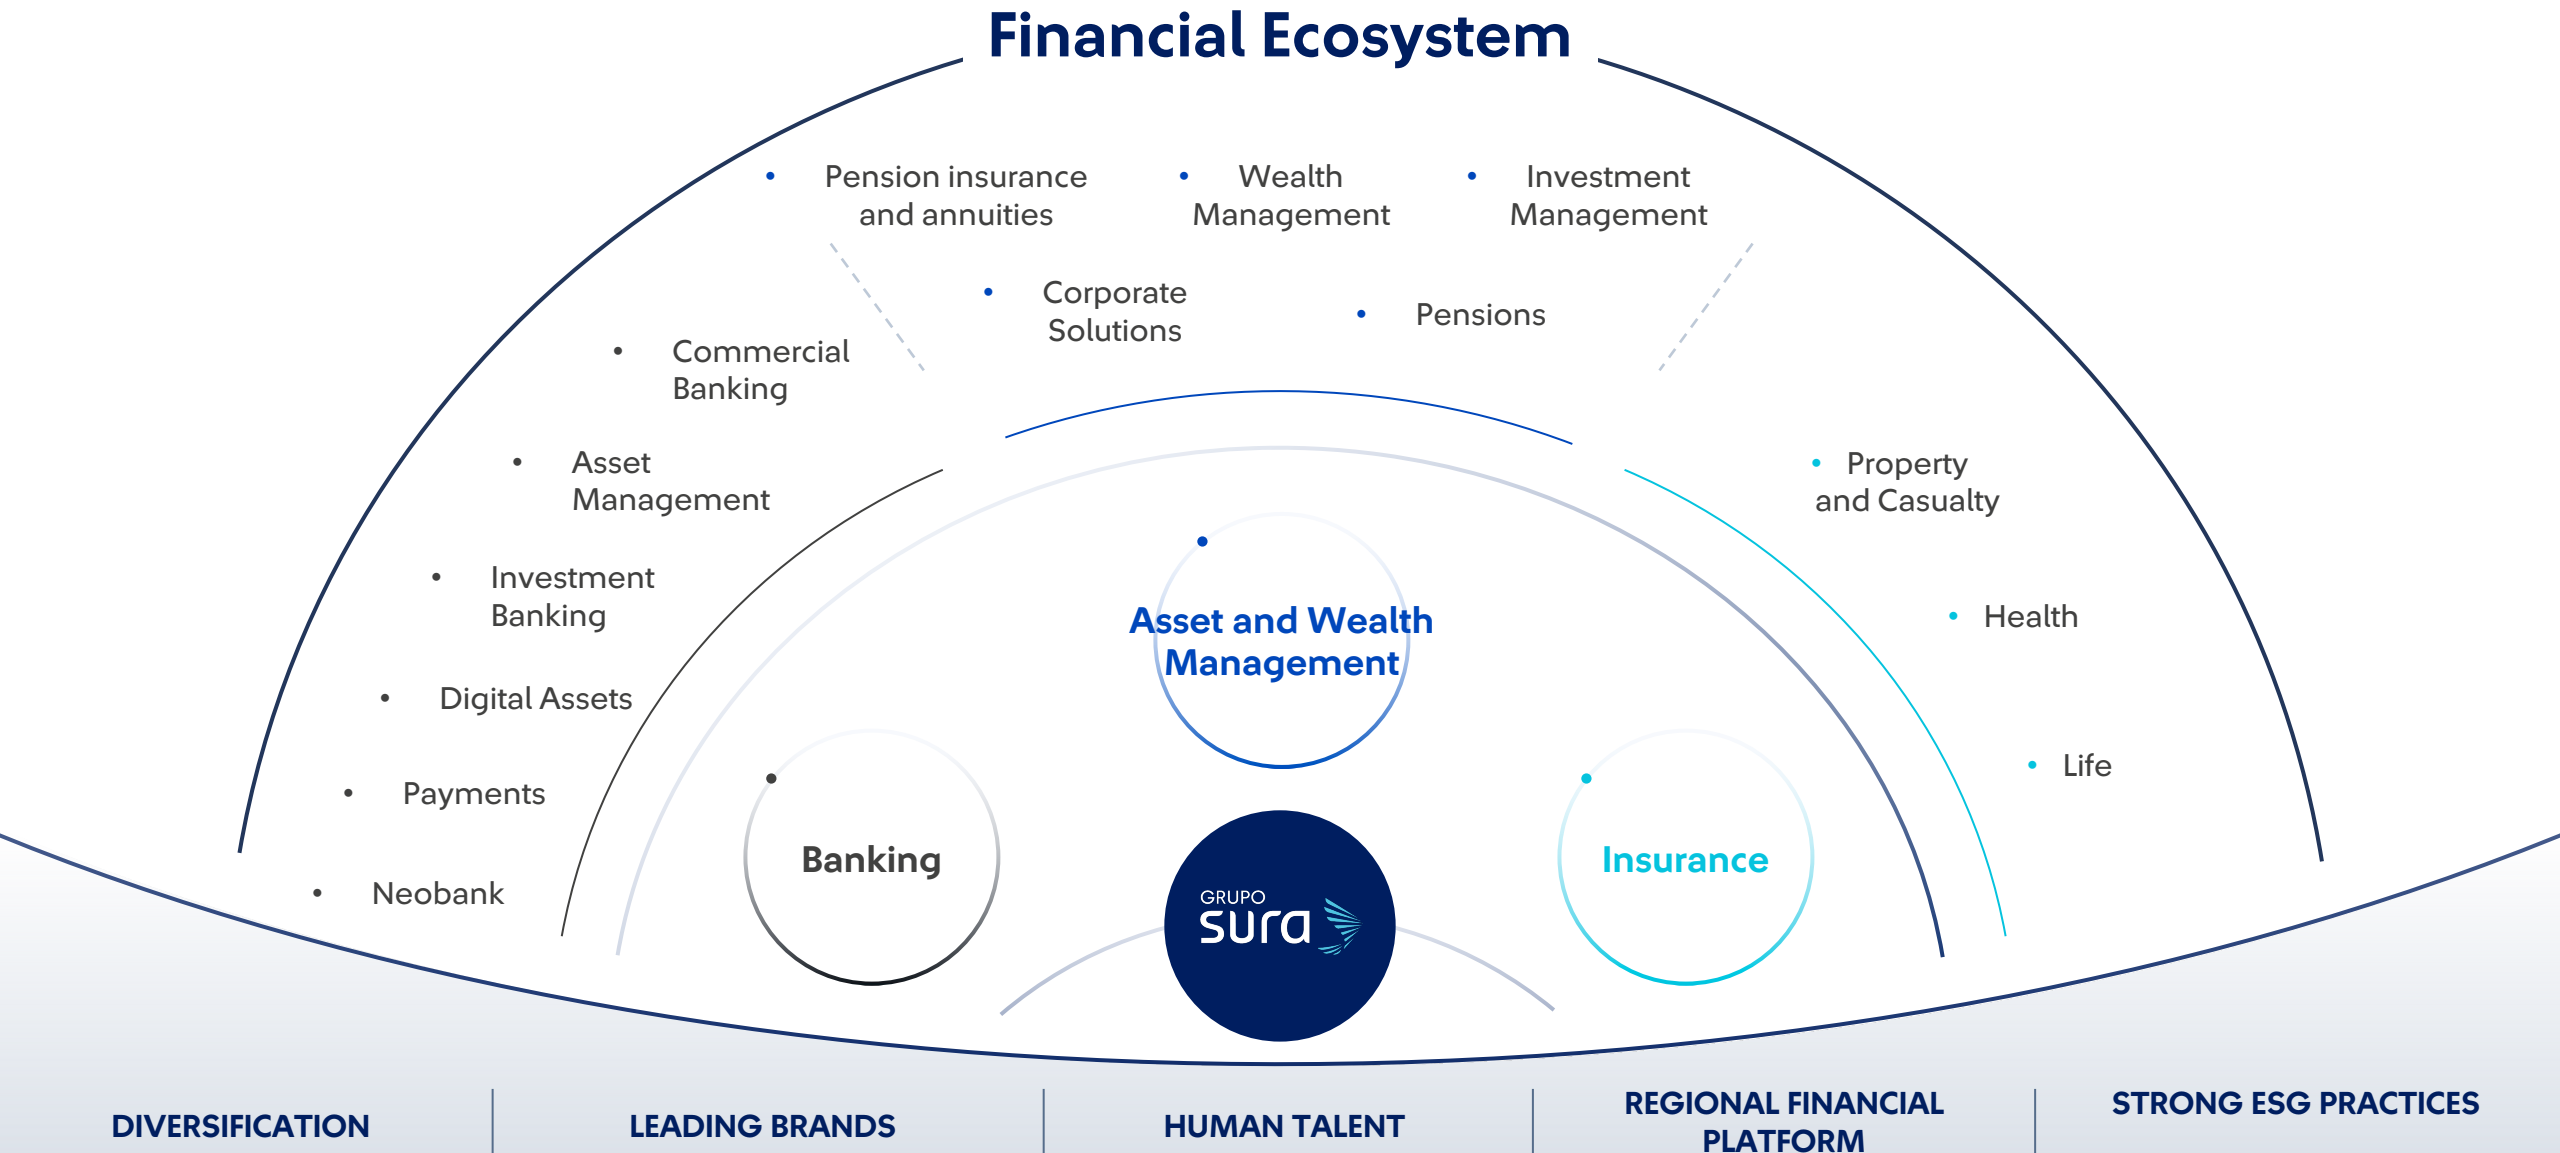 Financial Ecosystem
• Pension insurance
and annuities
• Wealth
Management
• Investment
Management
• Corporate
Solutions
• Pensions
• Commercial
Banking
• Asset
Management
• Investment
Banking
• Digital Assets
• Payments
• Neobank
• Property
and Casualty
• Health
• Life
Asset and Wealth
Management
Banking
Insurance
GRUPO
sura
DIVERSIFICATION
LEADING BRANDS
HUMAN TALENT
REGIONAL FINANCIAL
PLATFORM
STRONG ESG PRACTICES